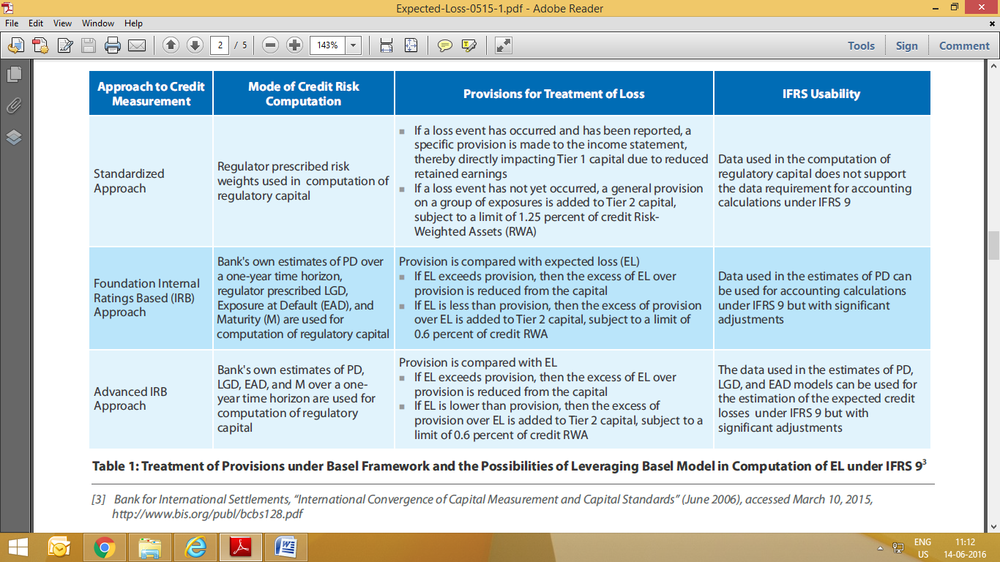 Expected-Loss-0515-1.pdf - Adobe Reader
File Edit View Window Help
2 / 5
143%
Tools Sign Comment
Approach to Credit
Measurement
Mode of Credit Risk
Computation
Provisions for Treatment of Loss
IFRS Usability
Standardized
Approach
Regulator prescribed risk
weights used in computation of
regulatory capital
If a loss event has occurred and has been reported, a
specific provision is made to the income statement,
thereby directly impacting Tier 1 capital due to reduced
retained earnings
If a loss event has not yet occurred, a general provision
on a group of exposures is added to Tier 2 capital,
subject to a limit of 1.25 percent of credit Risk-
Weighted Assets (RWA)
Data used in the computation of
regulatory capital does not support
the data requirement for accounting
calculations under IFRS 9
Foundation Internal
Ratings Based (IRB)
Approach
Bank's own estimates of PD over
a one-year time horizon,
regulator prescribed LGD,
Exposure at Default (EAD), and
Maturity (M) are used for
computation of regulatory capital
Provision is compared with expected loss (EL)
If EL exceeds provision, then the excess of EL over
provision is reduced from the capital
If EL is less than provision, then the excess of provision
over EL is added to Tier 2 capital, subject to a limit of
0.6 percent of credit RWA
Data used in the estimates of PD can
be used for accounting calculations
under IFRS 9 but with significant
adjustments
Advanced IRB
Approach
Bank's own estimates of PD,
LGD, EAD, and M over a one-
year time horizon are used for
computation of regulatory
capital
Provision is compared with EL
If EL exceeds provision, then the excess of EL over
provision is reduced from the capital
If EL is lower than provision, then the excess of
provision over EL is added to Tier 2 capital, subject to a
limit of 0.6 percent of credit RWA
The data used in the estimates of PD,
LGD, and EAD models can be used for
the estimation of the expected credit
losses under IFRS 9 but with
significant adjustments
Table 1: Treatment of Provisions under Basel Framework and the Possibilities of Leveraging Basel Model in Computation of EL under IFRS 9³
[3] Bank for International Settlements, “International Convergence of Capital Measurement and Capital Standards” (June 2006), accessed March 10, 2015,
http://www.bis.org/publ/bcbs128.pdf
ENG 11:12
US 14-06-2016